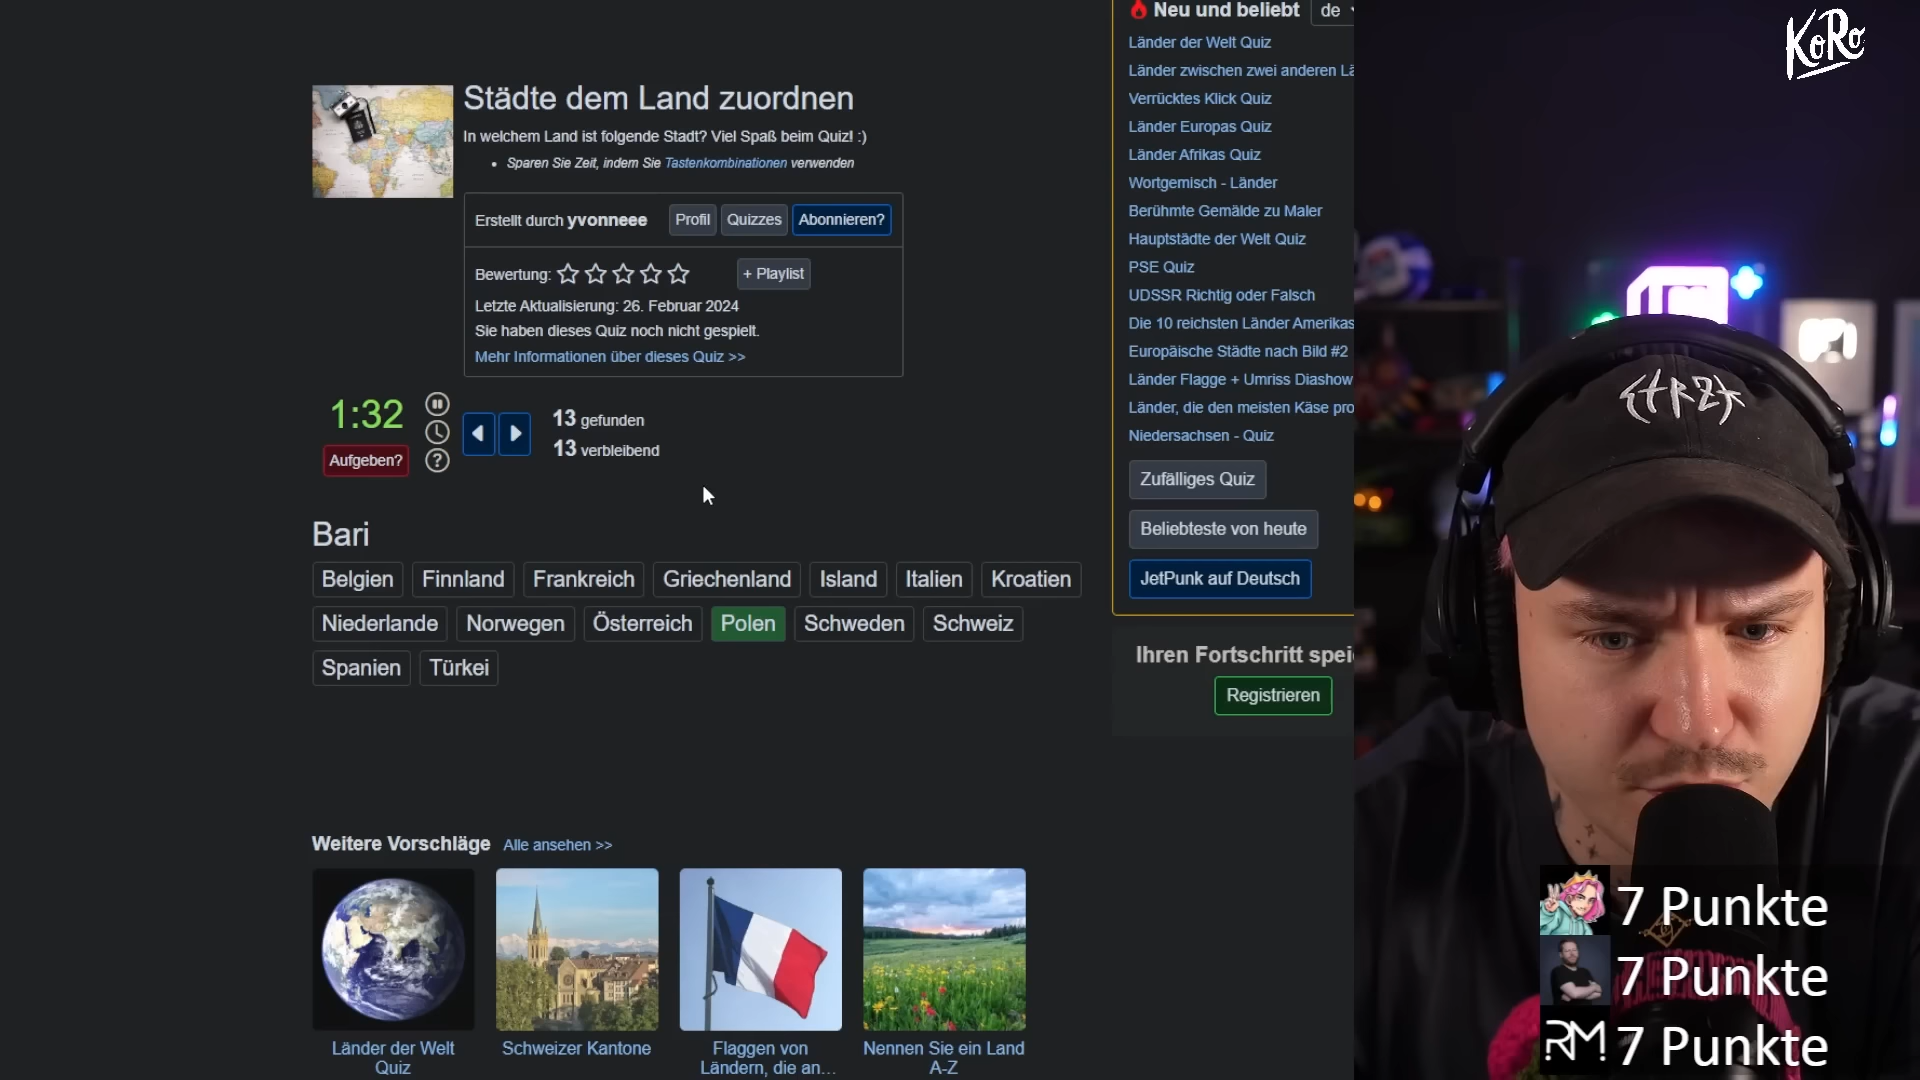 Städte dem Land zuordnen
In welchem Land ist folgende Stadt? Viel Spaß beim Quiz! :)
Sparen Sie Zeit, indem Sie Tastenkombinationen verwenden
Erstellt durch yvonneee
Profil
Quizzes
Abonnieren?
Bewertung:
+ Playlist
Letzte Aktualisierung: 26. Februar 2024
Sie haben dieses Quiz noch nicht gespielt.
Mehr Informationen über dieses Quiz >>
1:32
Aufgeben?
13 gefunden
13 verbleibend
Bari
Belgien
Finnland
Frankreich
Griechenland
Island
Italien
Kroatien
Niederlande
Norwegen
Österreich
Polen
Schweden
Schweiz
Spanien
Türkei
Weitere Vorschläge
Alle ansehen >>
Länder der Welt
Quiz
Schweizer Kantone
Flaggen von
Ländern, die an...
Nennen Sie ein Land
A-Z
Neu und beliebt
de
Länder der Welt Quiz
Länder zwischen zwei anderen Lä
Verrücktes Klick Quiz
Länder Europas Quiz
Länder Afrikas Quiz
Wortgemisch - Länder
Berühmte Gemälde zu Maler
Hauptstädte der Welt Quiz
PSE Quiz
UDSSR Richtig oder Falsch
Die 10 reichsten Länder Amerikas
Europäische Städte nach Bild #2
Länder Flagge + Umriss Diashow
Länder, die den meisten Käse pro
Niedersachsen - Quiz
Zufälliges Quiz
Beliebteste von heute
JetPunk auf Deutsch
Ihren Fortschritt spei
Registrieren
KoRo
7 Punkte
7 Punkte
RM 7 Punkte